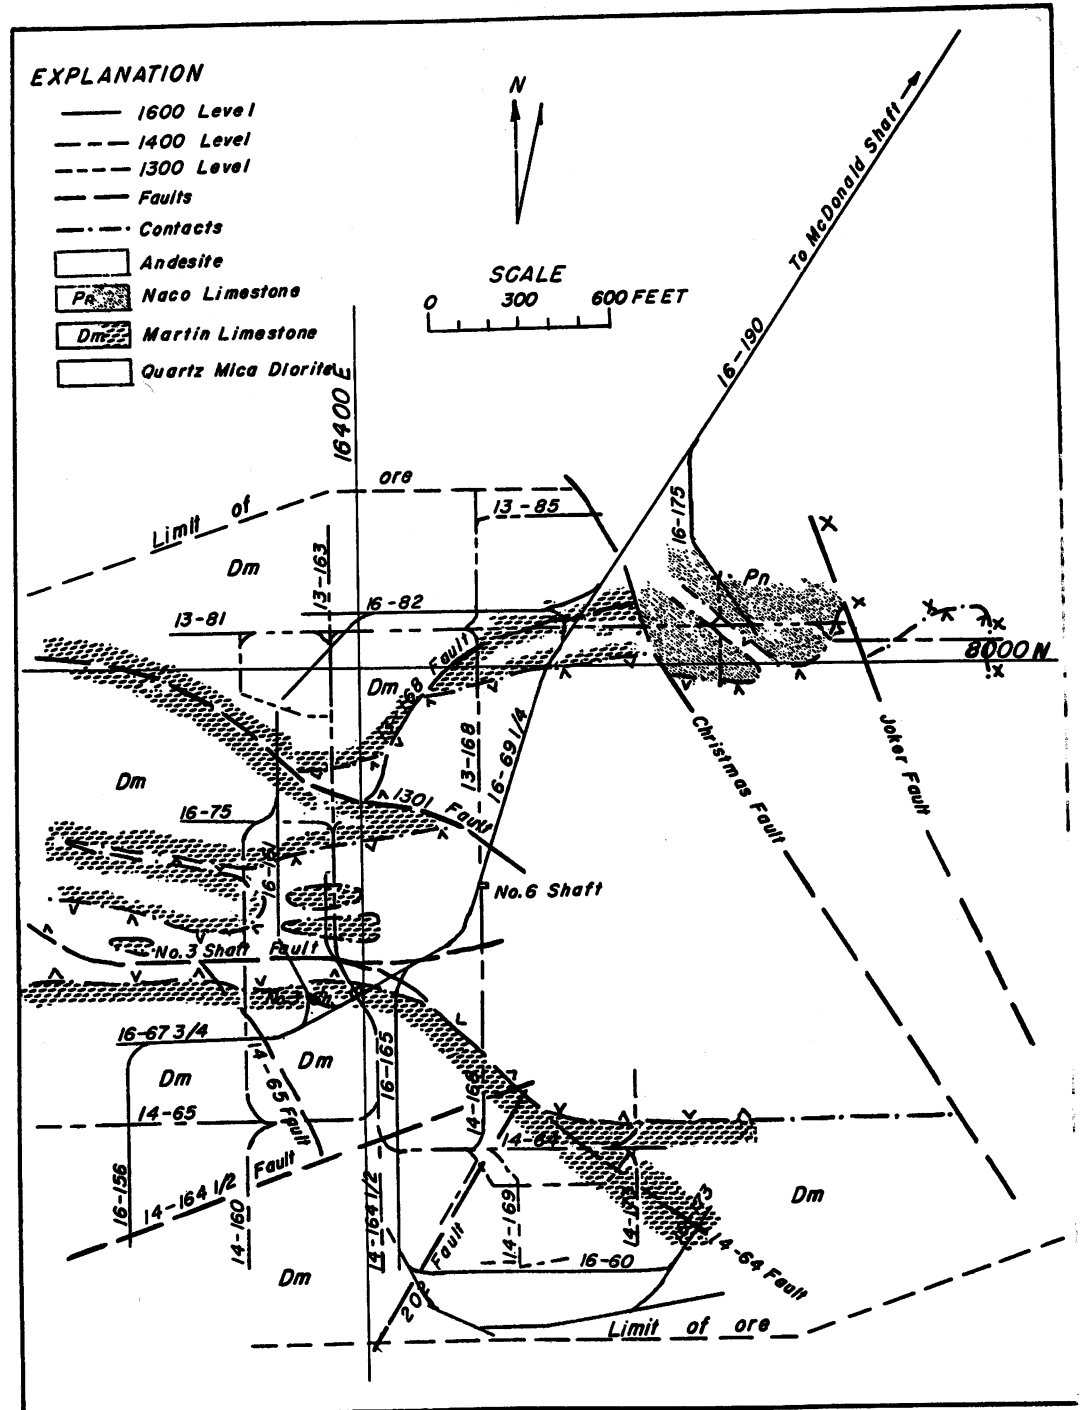 EXPLANATION
1600 Level
1400 Level
1300 Level
Faults
Contacts
Andesite
Pn Naco Limestone
Dm Martin Limestone
Quartz Mica Diorite
N
SCALE
0 300 600 FEET
To McDonald Shaft
16-190
16400 E
Limit of ore
13-85
16-175
13-163
Dm
Pn
X
X
X
X
X
16-82
13-81
Fault
8000 N
Dm
13-168
16-69 1/4
Christmas Fault
Joker Fault
Dm
1301 Fault
16-75
16-151
No. 6 Shaft
No. 3 Shaft Fault
16-67 3/4
Dm
16-165
Dm
14-65 Fault
14-65
14-64
14-164 1/2 Fault
16-156
14-160
14-164 1/2
14-169
Dm
Fault
202
16-60
14-64 Fault
Dm
Limit of ore